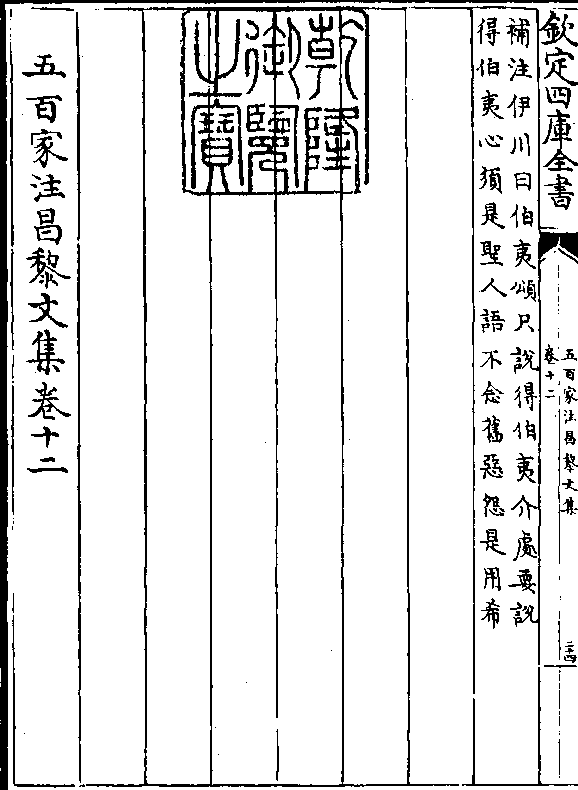 欽定四庫全書
五百家注昌黎文集
卷十二
二十四
補注伊川曰伯夷頌只說得伯夷介處要說
得伯夷心須是聖人語不念舊惡怨是用希
乾隆
御覽
之寶
五百家注昌黎文集卷十二